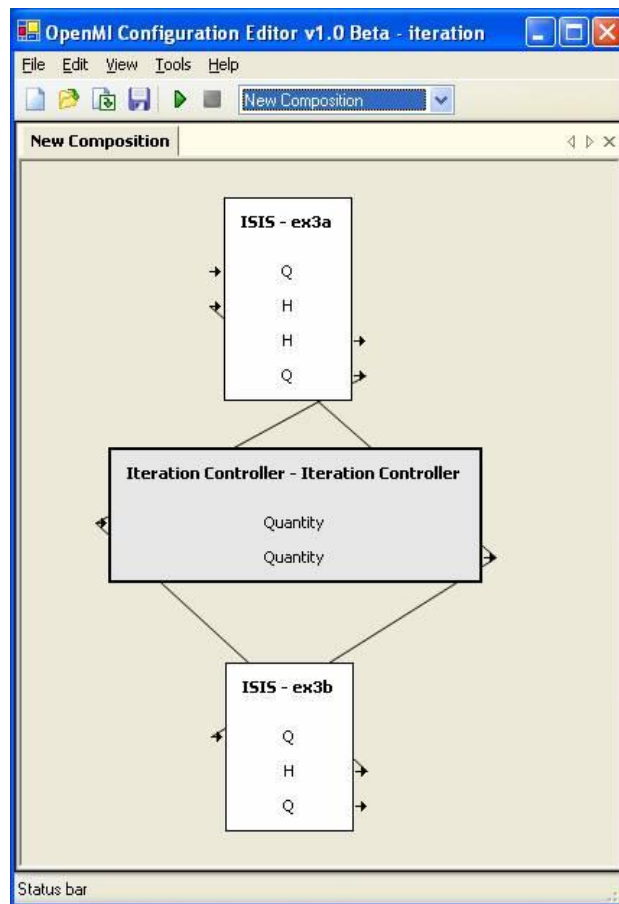 OpenMI Configuration Editor v1.0 Beta - iteration
File Edit View Tools Help
New Composition
New Composition
ISIS - ex3a
Q
H
H
Q
Iteration Controller - Iteration Controller
Quantity
Quantity
ISIS - ex3b
Q
H
Q
Status bar